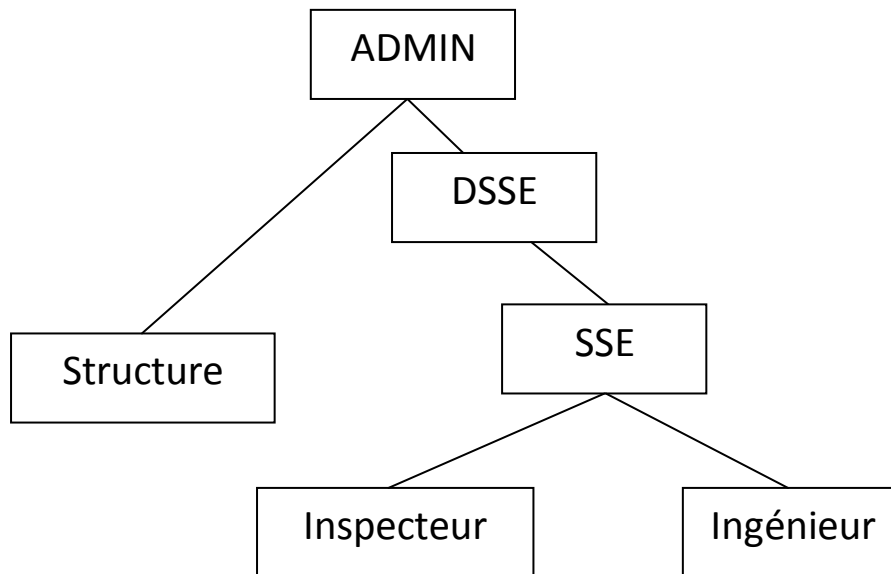 ADMIN
DSSE
SSE
Structure
Inspecteur
Ingénieur